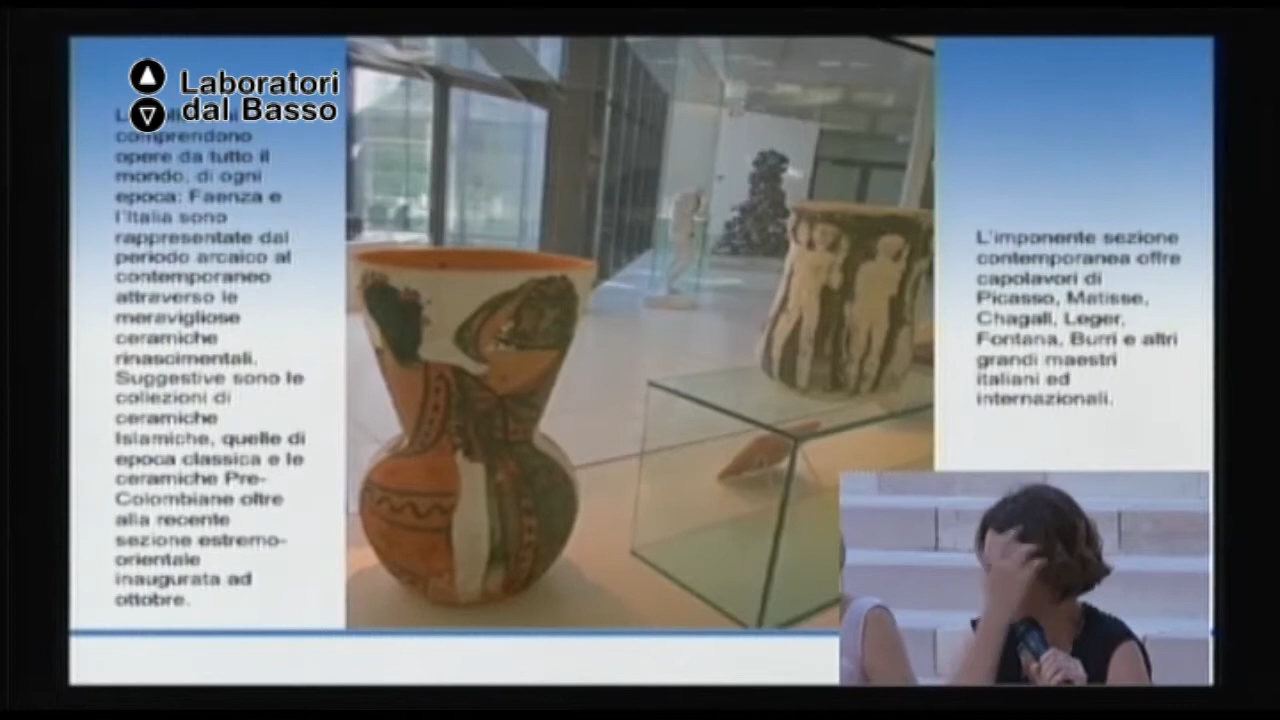 Laboratori
dal Basso
comprendono
opere da tutto il
mondo, di ogni
epoca: Faenza e
l'Italia sono
rappresentate dal
periodo arcaico al
contemporaneo
attraverso le
meravigliose
ceramiche
rinascimentali.
Suggestive sono le
collezioni di
ceramiche
Islamiche, quelle di
epoca classica e le
ceramiche Pre-
Colombiane oltre
alla recente
sezione estremo-
orientale
inaugurata ad
ottobre.
L'imponente sezione
contemporanea offre
capolavori di
Picasso, Matisse,
Chagall, Leger,
Fontana, Burri e altri
grandi maestri
italiani ed
internazionali.